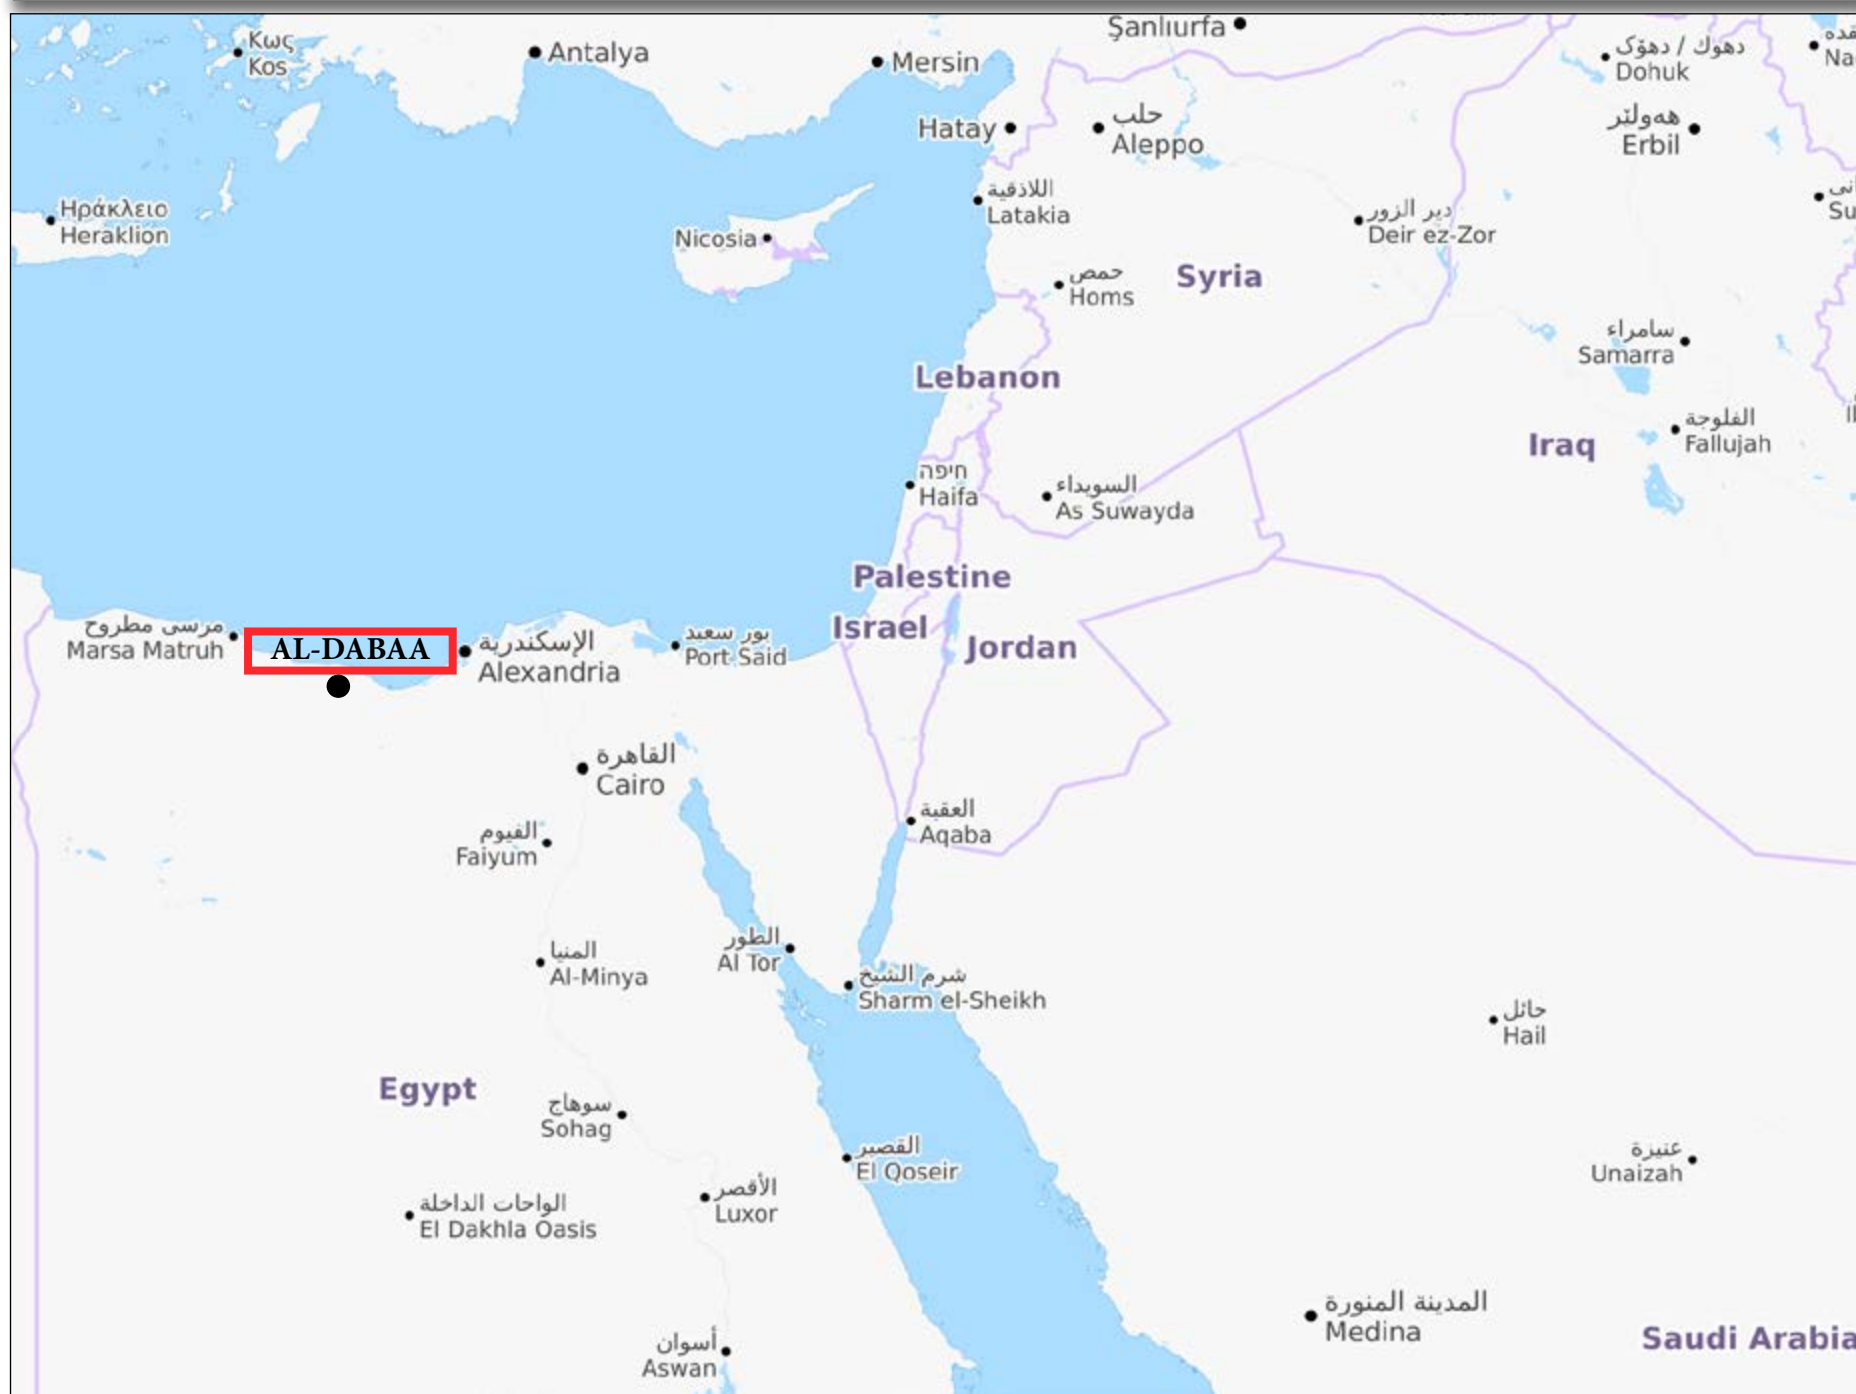 Κως
Kos
Antalya
Mersin
Şanlıurfa
دهوك / دهۆک
Dohuk
Hatay
حلب
Aleppo
هەولێر
Erbil
Ηράκλειο
Heraklion
Nicosia
اللاذقية
Latakia
دير الزور
Deir ez-Zor
حمص
Homs
Syria
سامراء
Samarra
Lebanon
الفلوجة
Fallujah
Iraq
חיפה
Haifa
السويداء
As Suwayda
Palestine
Israel
Jordan
مرسى مطروح
Marsa Matruh
AL-DABAA
الإسكندرية
Alexandria
بور سعيد
Port Said
القاهرة
Cairo
العقبة
Aqaba
الفيوم
Faiyum
الطور
Al Tor
المنيا
Al-Minya
شرم الشيخ
Sharm el-Sheikh
حائل
Hail
Egypt
سوهاج
Sohag
القصير
El Qoseir
عنيزة
Unaizah
الأقصر
Luxor
الواحات الداخلة
El Dakhla Oasis
المدينة المنورة
Medina
Saudi Arabia
أسوان
Aswan